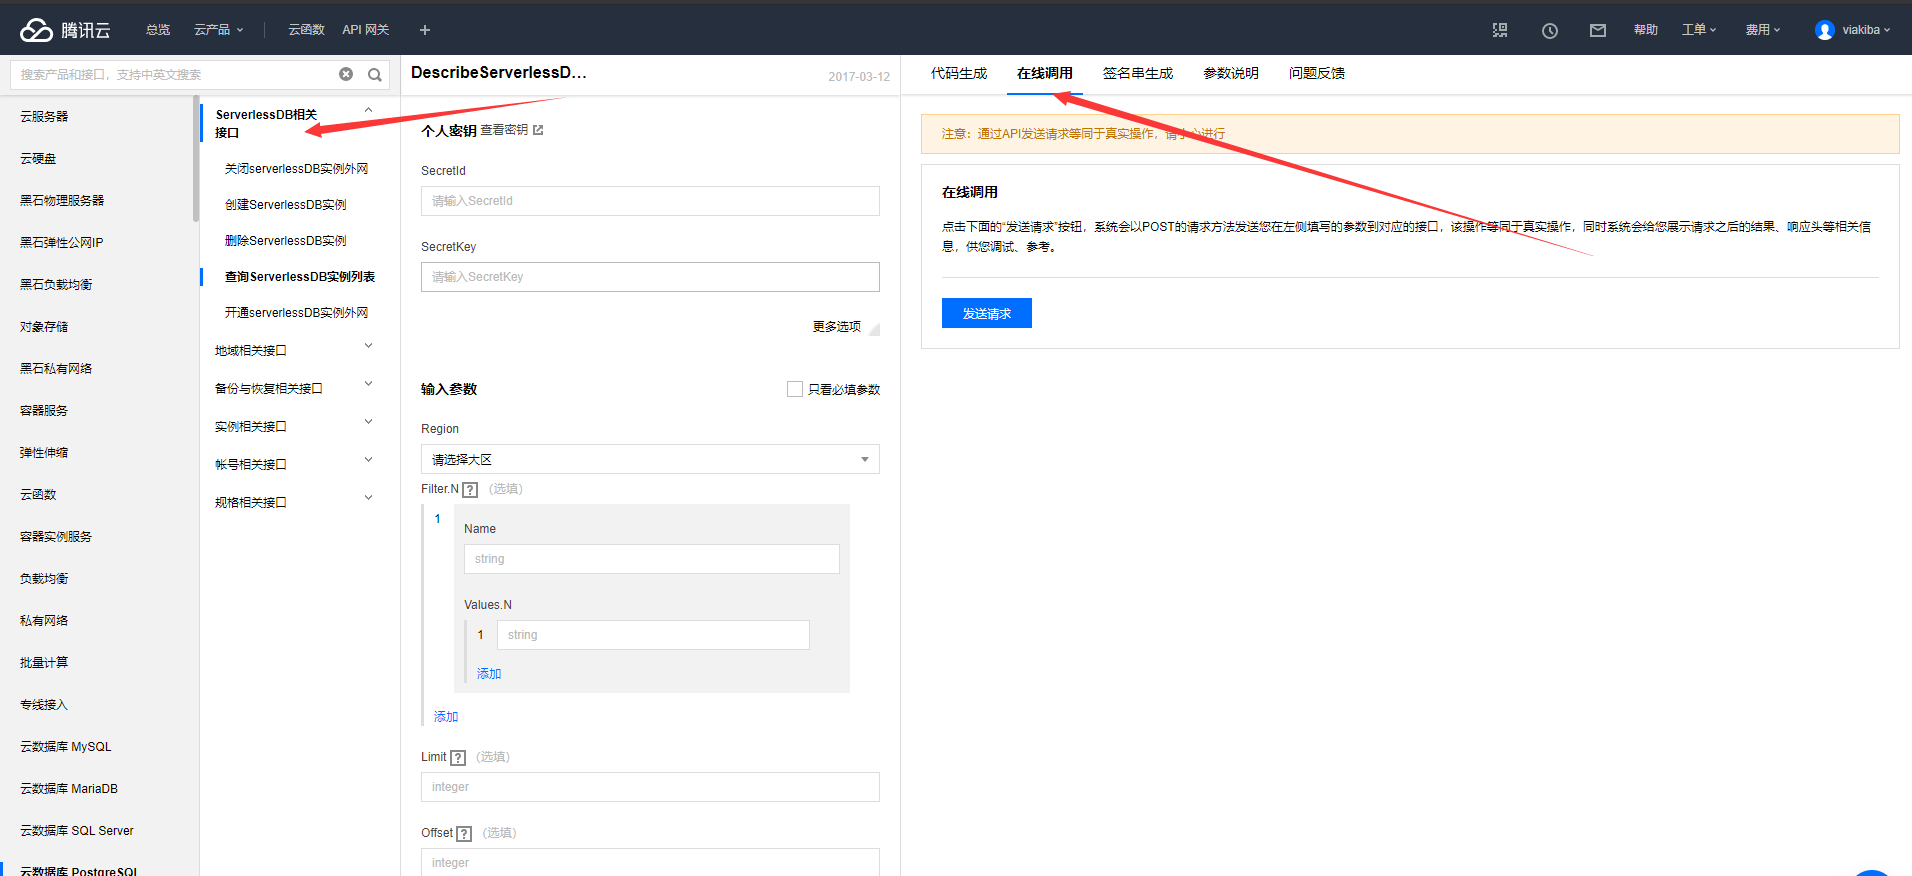 腾讯云 总览 云产品 云函数 API 网关 + 帮助 工单 费用 viakiba
搜索产品和接口，支持中英文搜索
云服务器
云硬盘
黑石物理服务器
黑石弹性公网IP
黑石负载均衡
对象存储
黑石私有网络
容器服务
弹性伸缩
云函数
容器实例服务
负载均衡
私有网络
批量计算
专线接入
云数据库 MySQL
云数据库 MariaDB
云数据库 SQL Server
云数据库 PostgreSQL
ServerlessDB相关
接口
关闭serverlessDB实例外网
创建ServerlessDB实例
删除ServerlessDB实例
查询ServerlessDB实例列表
开通serverlessDB实例外网
地域相关接口
备份与恢复相关接口
实例相关接口
帐号相关接口
规格相关接口
DescribeServerlessD... 2017-03-12
个人密钥 查看密钥
SecretId
请输入SecretId
SecretKey
请输入SecretKey
更多选项
输入参数 只看必填参数
Region
请选择大区
Filter.N ? (选填)
1
Name
string
Values.N
1 string
添加
添加
Limit ? (选填)
integer
Offset ? (选填)
integer
代码生成 在线调用 签名串生成 参数说明 问题反馈
注意：通过API发送请求等同于真实操作，请小心进行
在线调用
点击下面的“发送请求”按钮，系统会以POST的请求方法发送您在左侧填写的参数到对应的接口，该操作等同于真实操作，同时系统会给您展示请求之后的结果、响应头等相关信
息，供您调试、参考。
发送请求